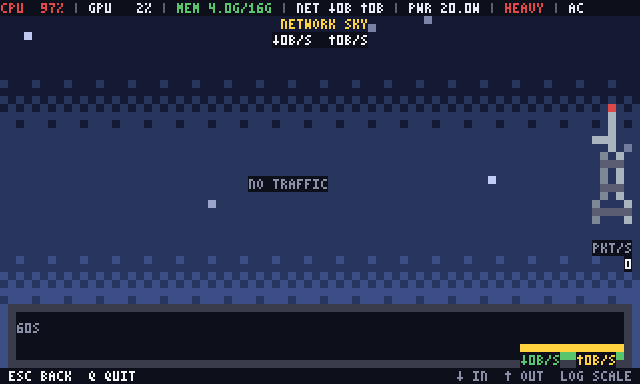 CPU 97% | GPU 2% | MEM 4.0G/16G | NET ↓0B ↑0B | PWR 20.0W | HEAVY | AC
NETWORK SKY
↓0B/S ↑0B/S
NO TRAFFIC
PKT/S
0
60S
↓0B/S ↑0B/S
ESC BACK Q QUIT ↓ IN ↑ OUT LOG SCALE